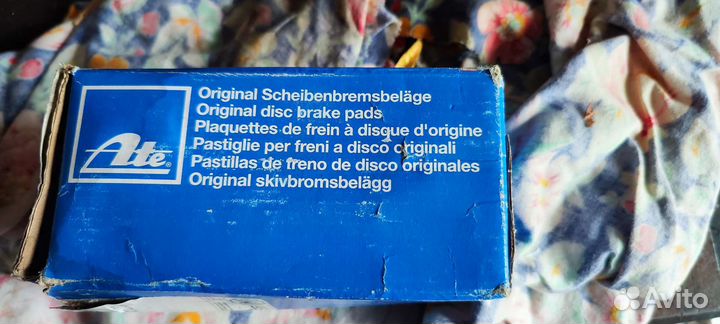 Ate
Original Scheibenbremsbeläge
Original disc brake pads
Plaquettes de frein à disque d'origine
Pastiglie per freni a disco originali
Pastillas de freno de disco originales
Original skivbromsbelägg
Avito